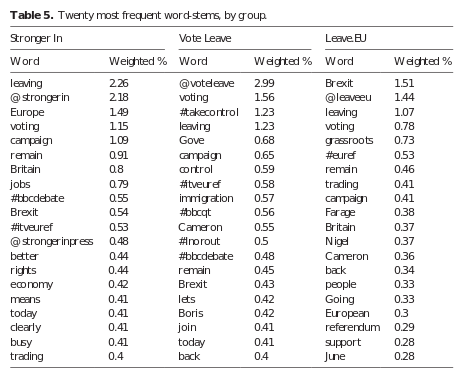 Table 5. Twenty most frequent word-stems, by group.
Stronger In Vote Leave Leave.EU
Word Weighted % Word Weighted % Word Weighted %
leaving 2.26 @voteleave 2.99 Brexit 1.51
@strongerin 2.18 voting 1.56 @leaveeu 1.44
Europe 1.49 #takecontrol 1.23 leaving 1.07
voting 1.15 leaving 1.23 voting 0.78
campaign 1.09 Gove 0.68 grassroots 0.73
remain 0.91 campaign 0.65 #euref 0.53
Britain 0.8 control 0.59 remain 0.46
jobs 0.79 #itveuref 0.58 trading 0.41
#bbcdebate 0.55 immigration 0.57 campaign 0.41
Brexit 0.54 #bbcqt 0.56 Farage 0.38
#itveuref 0.53 Cameron 0.55 Britain 0.37
@strongerinpress 0.48 #Inorout 0.5 Nigel 0.37
better 0.44 #bbcdebate 0.48 Cameron 0.36
rights 0.44 remain 0.45 back 0.34
economy 0.42 Brexit 0.43 people 0.33
means 0.41 lets 0.42 Going 0.33
today 0.41 Boris 0.42 European 0.3
clearly 0.41 join 0.41 referendum 0.29
busy 0.41 today 0.41 support 0.28
trading 0.4 back 0.4 June 0.28